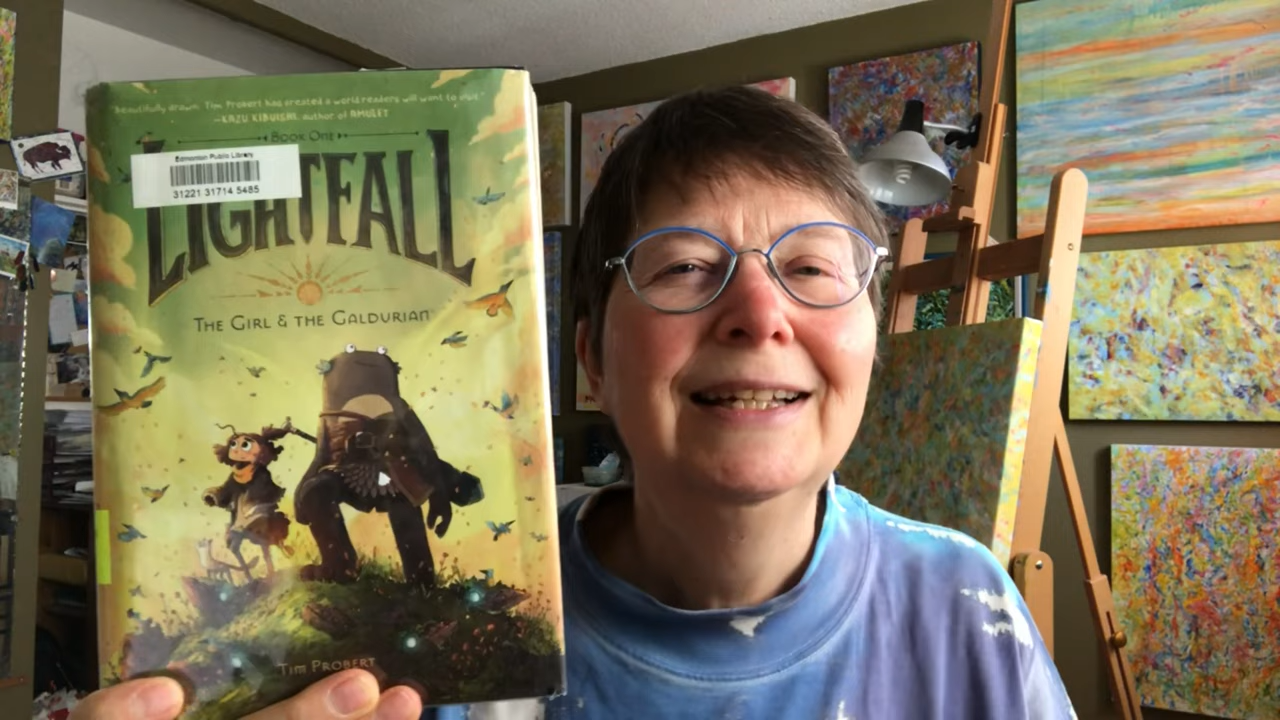 "Beautifully drawn. Tim Probert has created a world readers will want to visit."
—KAZU KIBUISHI, author of AMULET
BOOK ONE
Edmonton Public Library
31221 31714 5485
LIGHTFALL
THE GIRL & THE GALDURIAN
TIM PROBERT